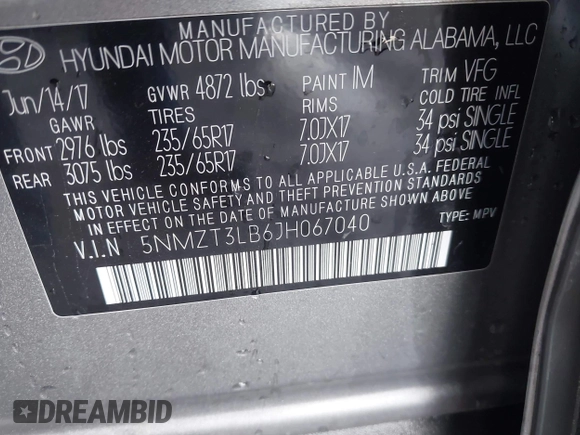 MANUFACTURED BY
HYUNDAI MOTOR MANUFACTURING ALABAMA, LLC
Jun/14/17 GVWR 4872 lbs PAINT IM TRIM VFG
GAWR TIRES RIMS COLD TIRE INFL
FRONT 2976 lbs 235/65R17 7.0JX17 34 psi SINGLE
REAR 3075 lbs 235/65R17 7.0JX17 34 psi SINGLE
THIS VEHICLE CONFORMS TO ALL APPLICABLE U.S.A. FEDERAL
MOTOR VEHICLE SAFETY AND THEFT PREVENTION STANDARDS
IN EFFECT ON THE DATE OF MANUFACTURE SHOWN ABOVE.
V.I.N 5NMZT3LB6JH067040 TYPE: MPV
DREAMBID